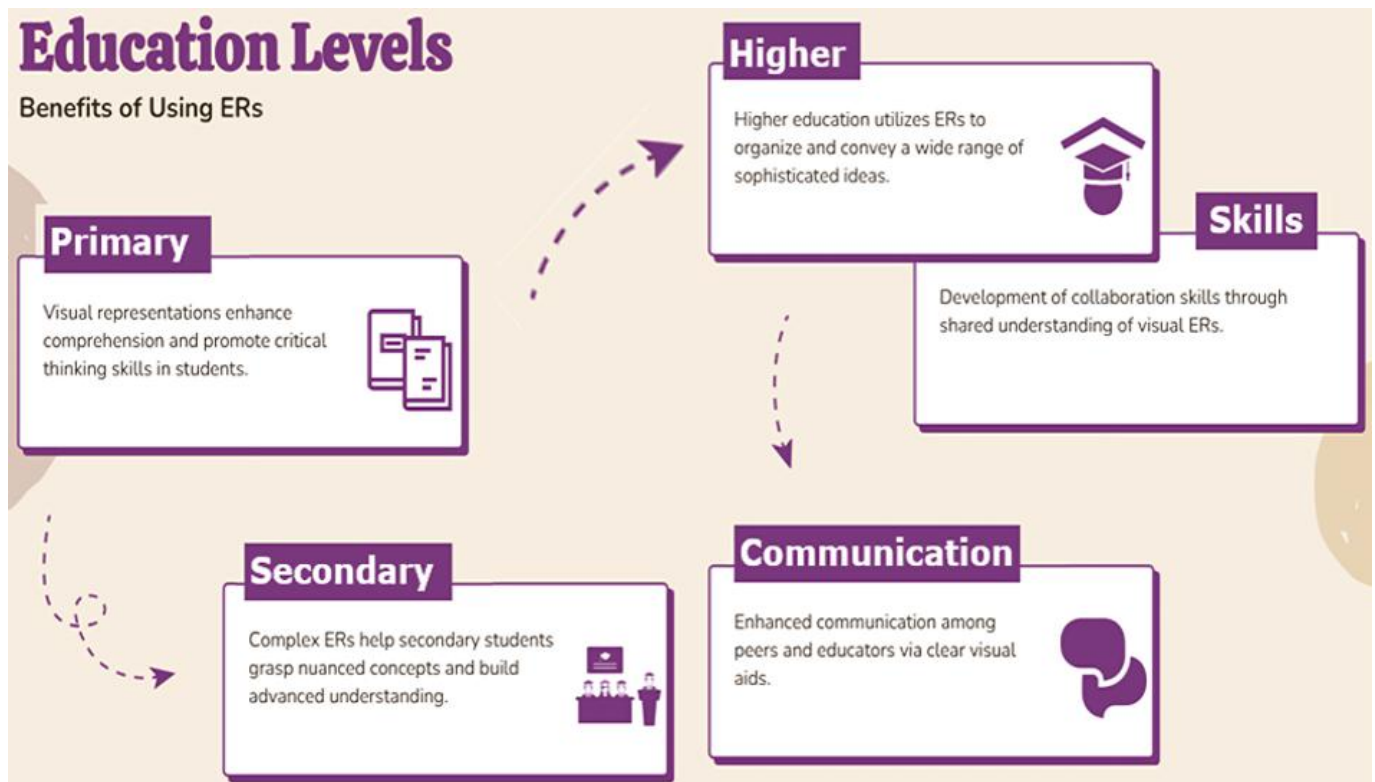 Education Levels
Benefits of Using ERs
Primary
Visual representations enhance
comprehension and promote critical
thinking skills in students.
Secondary
Complex ERs help secondary students
grasp nuanced concepts and build
advanced understanding.
Higher
Higher education utilizes ERs to
organize and convey a wide range of
sophisticated ideas.
Skills
Development of collaboration skills through
shared understanding of visual ERs.
Communication
Enhanced communication among
peers and educators via clear visual
aids.